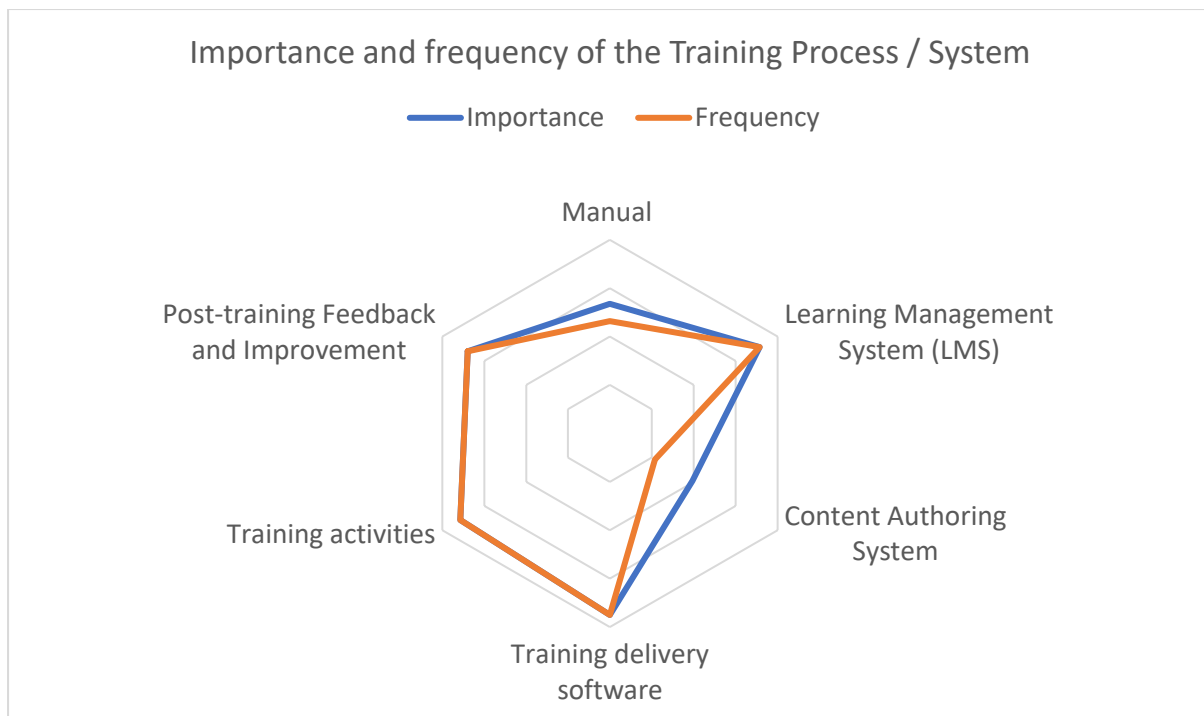 Importance and frequency of the Training Process / System
Importance
Frequency
Manual
Learning Management
System (LMS)
Content Authoring
System
Training delivery
software
Training activities
Post-training Feedback
and Improvement